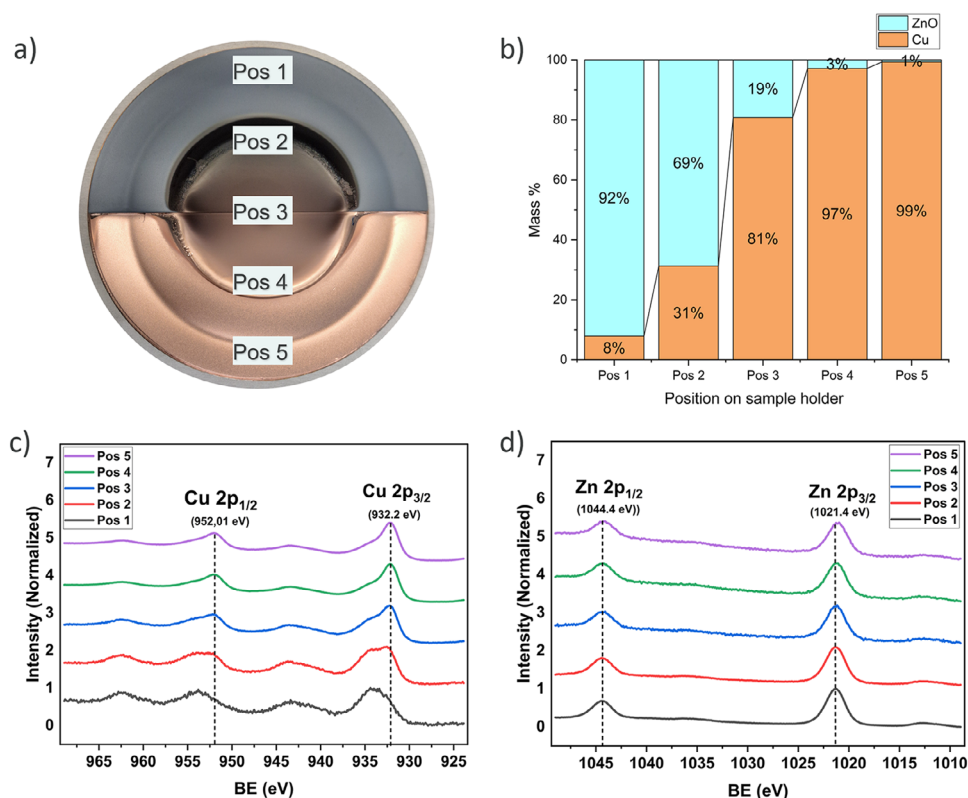 a)
Pos 1
Pos 2
Pos 3
Pos 4
Pos 5
b)
ZnO
Cu
100
80
60
40
20
0
Mass %
92%
8%
69%
31%
19%
81%
3%
97%
1%
99%
Pos 1 Pos 2 Pos 3 Pos 4 Pos 5
Position on sample holder
c)
Pos 5
Pos 4
Pos 3
Pos 2
Pos 1
Cu 2p1/2
(952,01 eV)
Cu 2p3/2
(932.2 eV)
7
6
5
4
3
2
1
0
Intensity (Normalized)
965 960 955 950 945 940 935 930 925
BE (eV)
d)
Pos 5
Pos 4
Pos 3
Pos 2
Pos 1
Zn 2p1/2
(1044.4 eV))
Zn 2p3/2
(1021.4 eV)
7
6
5
4
3
2
1
0
Intensity (Normalized)
1045 1040 1035 1030 1025 1020 1015 1010
BE (eV)